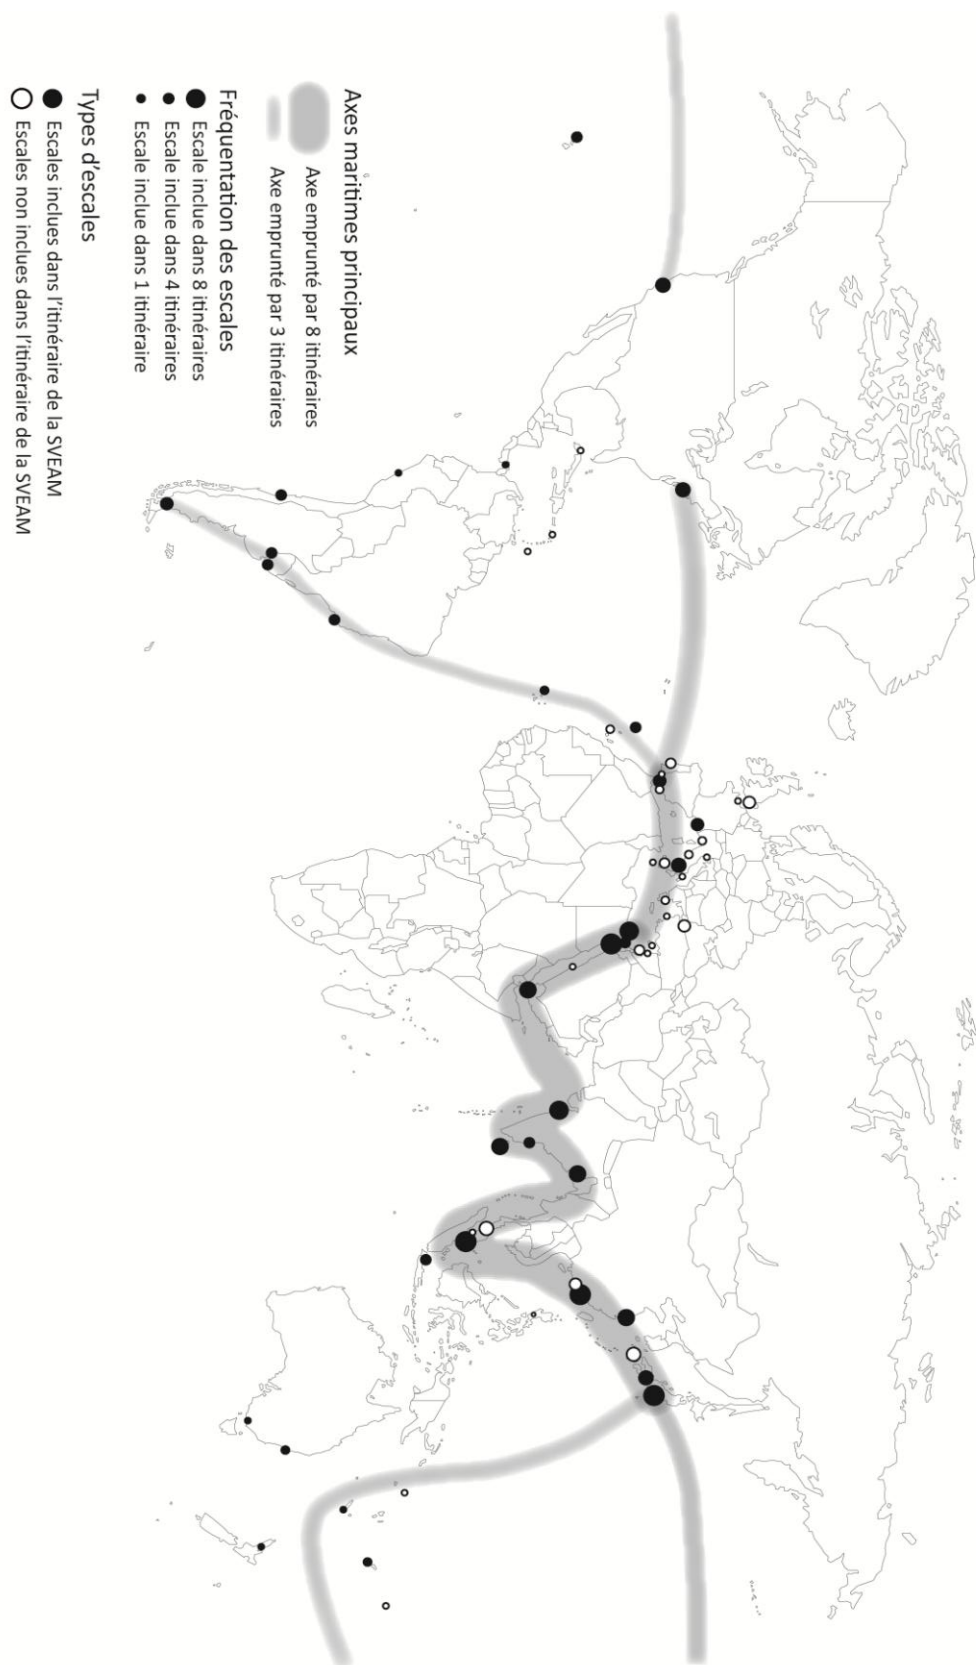 Axes maritimes principaux
Axe emprunté par 8 itinéraires
Axe emprunté par 3 itinéraires
Fréquentation des escales
Escale inclue dans 8 itinéraires
Escale inclue dans 4 itinéraires
Escale inclue dans 1 itinéraire
Types d'escales
Escales inclues dans l'itinéraire de la SVEAM
Escales non inclues dans l'itinéraire de la SVEAM